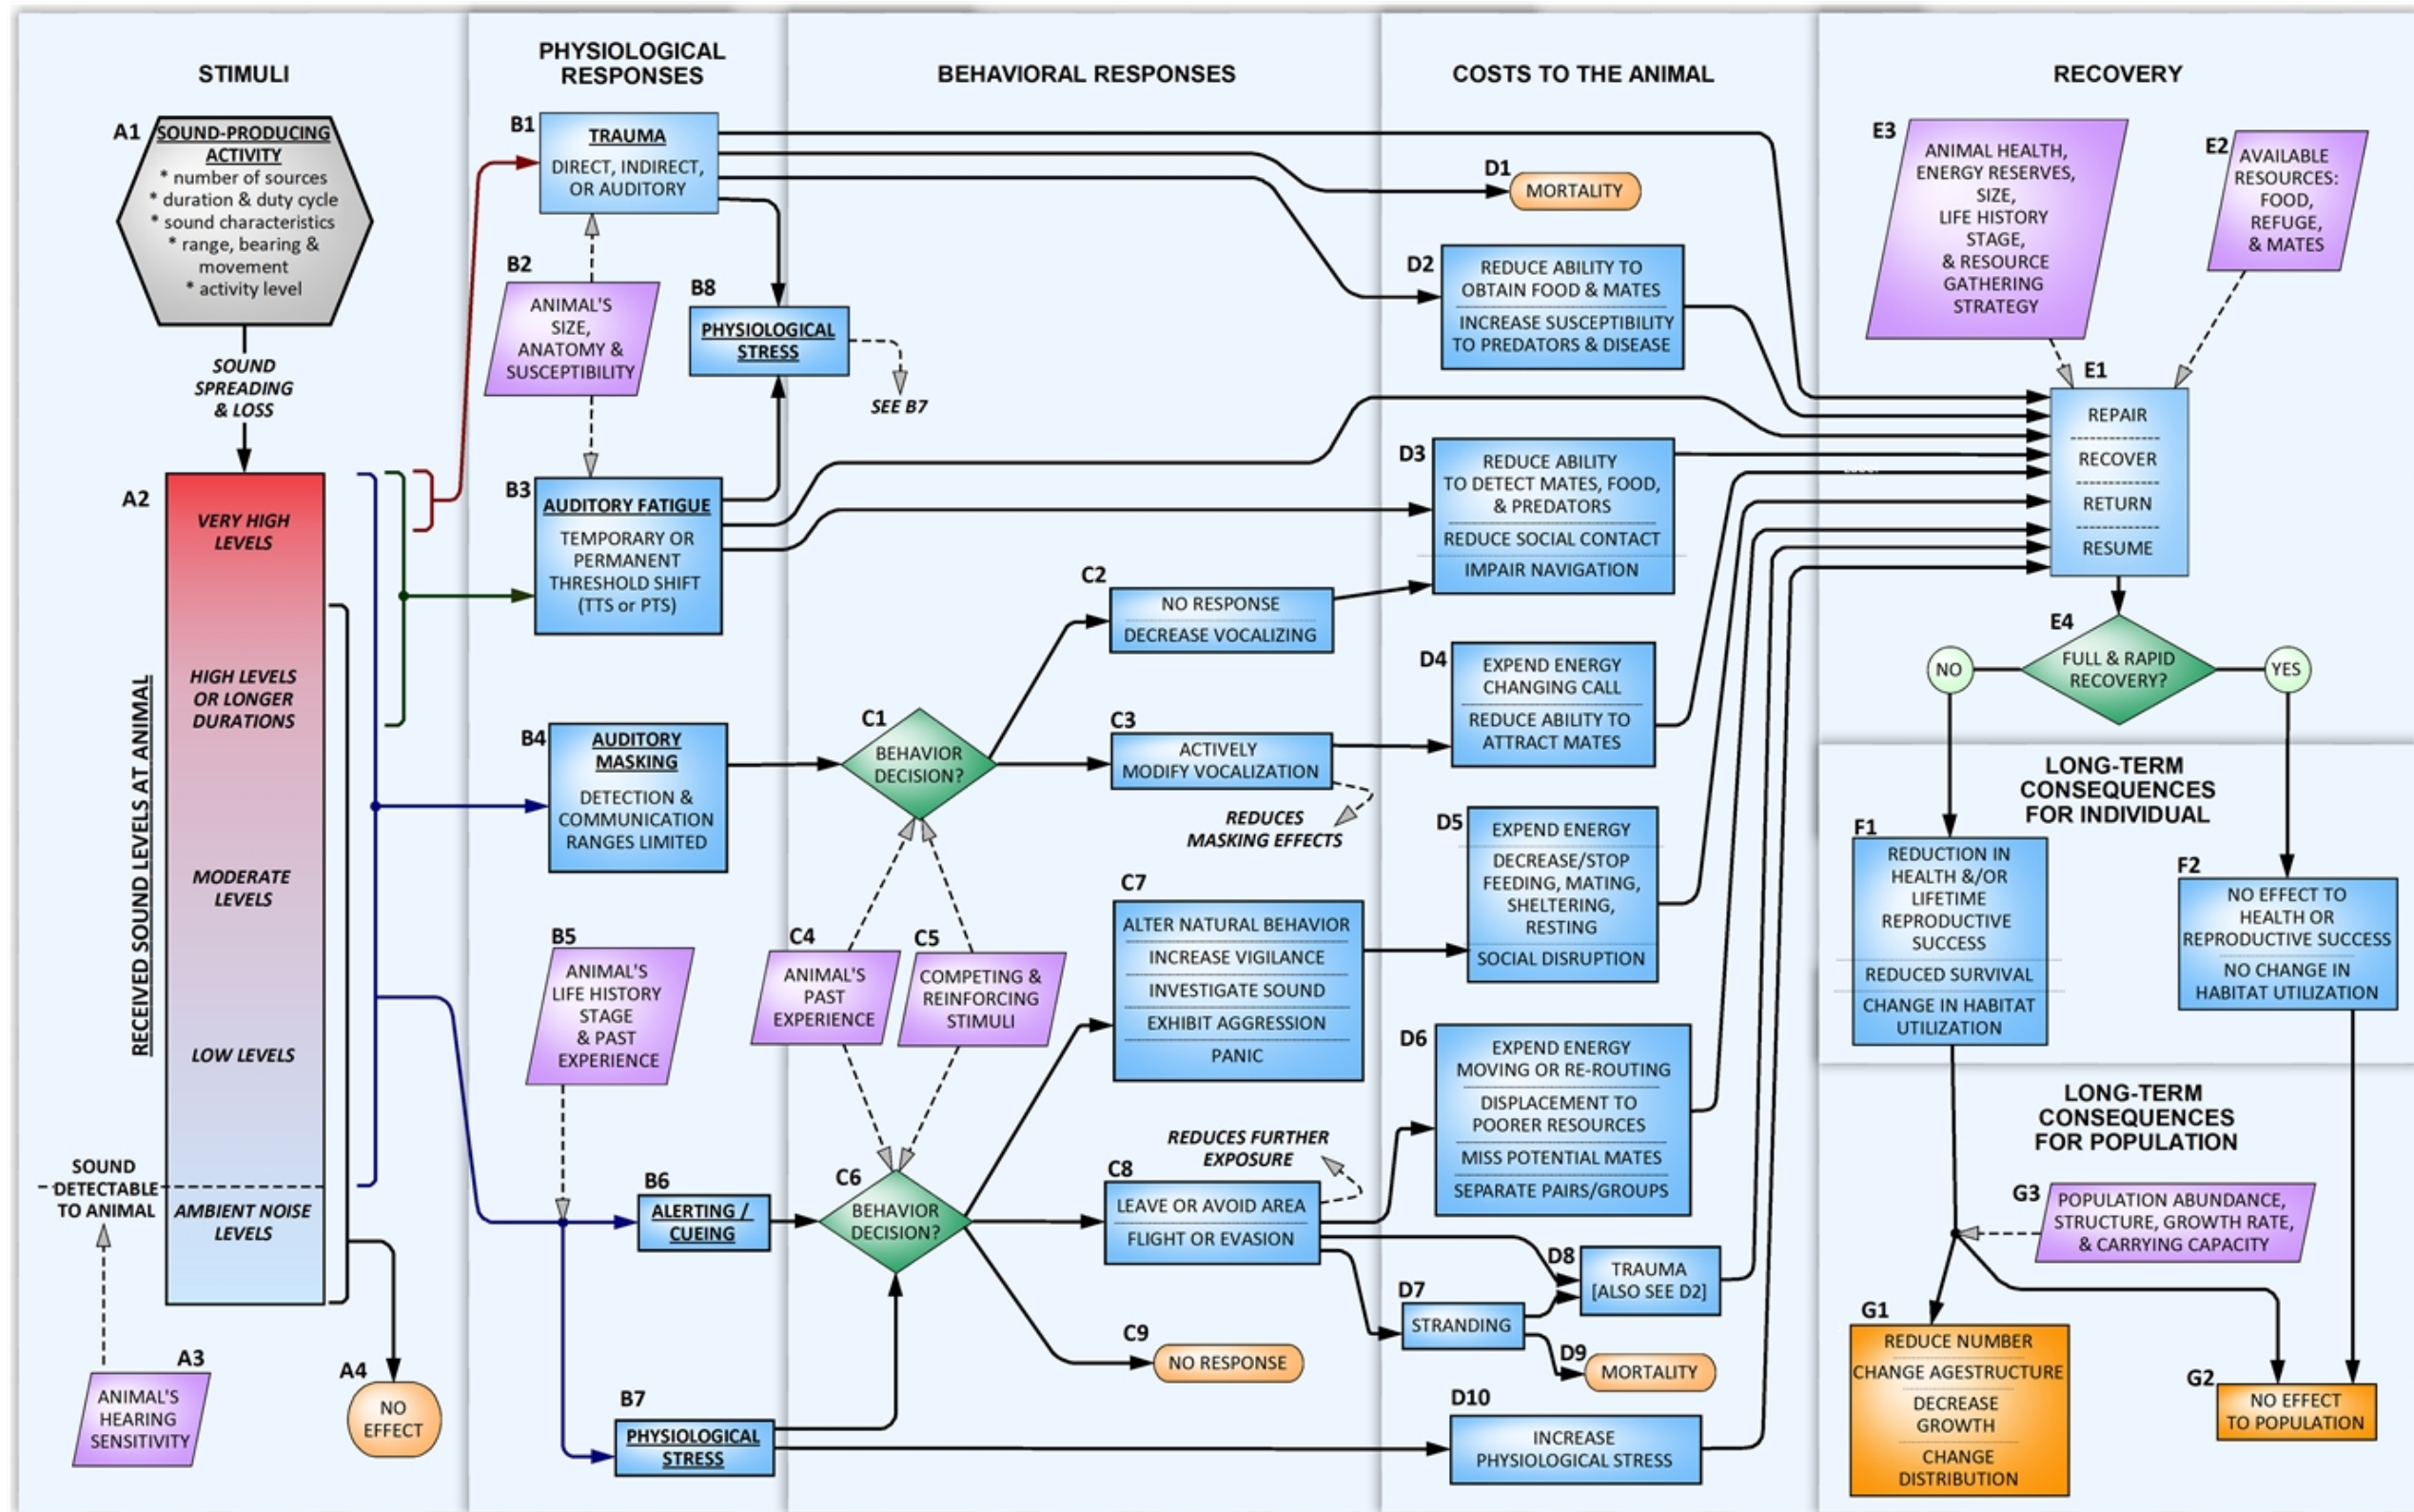 STIMULI
A1
SOUND-PRODUCING
ACTIVITY
* number of sources
* duration & duty cycle
* sound characteristics
* range, bearing &
movement
* activity level
SOUND
SPREADING
& LOSS
A2
VERY HIGH
LEVELS
HIGH LEVELS
OR LONGER
DURATIONS
MODERATE
LEVELS
LOW LEVELS
AMBIENT NOISE
LEVELS
RECEIVED SOUND LEVELS AT ANIMAL
SOUND
DETECTABLE
TO ANIMAL
A3
ANIMAL'S
HEARING
SENSITIVITY
A4
NO
EFFECT
PHYSIOLOGICAL
RESPONSES
B1
TRAUMA
DIRECT, INDIRECT,
OR AUDITORY
B2
ANIMAL'S
SIZE,
ANATOMY &
SUSCEPTIBILITY
B8
PHYSIOLOGICAL
STRESS
SEE B7
B3
AUDITORY FATIGUE
TEMPORARY OR
PERMANENT
THRESHOLD SHIFT
(TTS or PTS)
B4
AUDITORY
MASKING
DETECTION &
COMMUNICATION
RANGES LIMITED
B5
ANIMAL'S
LIFE HISTORY
STAGE
& PAST
EXPERIENCE
B6
ALERTING /
CUEING
B7
PHYSIOLOGICAL
STRESS
BEHAVIORAL RESPONSES
C1
BEHAVIOR
DECISION?
C2
NO RESPONSE
DECREASE VOCALIZING
C3
ACTIVELY
MODIFY VOCALIZATION
REDUCES
MASKING EFFECTS
C4
ANIMAL'S
PAST
EXPERIENCE
C5
COMPETING &
REINFORCING
STIMULI
C6
BEHAVIOR
DECISION?
C7
ALTER NATURAL BEHAVIOR
INCREASE VIGILANCE
INVESTIGATE SOUND
EXHIBIT AGGRESSION
PANIC
REDUCES FURTHER
EXPOSURE
C8
LEAVE OR AVOID AREA
FLIGHT OR EVASION
C9
NO RESPONSE
COSTS TO THE ANIMAL
D1
MORTALITY
D2
REDUCE ABILITY TO
OBTAIN FOOD & MATES
INCREASE SUSCEPTIBILITY
TO PREDATORS & DISEASE
D3
REDUCE ABILITY
TO DETECT MATES, FOOD,
& PREDATORS
REDUCE SOCIAL CONTACT
IMPAIR NAVIGATION
D4
EXPEND ENERGY
CHANGING CALL
REDUCE ABILITY TO
ATTRACT MATES
D5
EXPEND ENERGY
DECREASE/STOP
FEEDING, MATING,
SHELTERING,
RESTING
SOCIAL DISRUPTION
D6
EXPEND ENERGY
MOVING OR RE-ROUTING
DISPLACEMENT TO
POORER RESOURCES
MISS POTENTIAL MATES
SEPARATE PAIRS/GROUPS
D7
STRANDING
D8
TRAUMA
[ALSO SEE D2]
D9
MORTALITY
D10
INCREASE
PHYSIOLOGICAL STRESS
RECOVERY
E3
ANIMAL HEALTH,
ENERGY RESERVES,
SIZE,
LIFE HISTORY
STAGE,
& RESOURCE
GATHERING
STRATEGY
E2
AVAILABLE
RESOURCES:
FOOD,
REFUGE,
& MATES
E1
REPAIR
RECOVER
RETURN
RESUME
E4
FULL & RAPID
RECOVERY?
NO
YES
LONG-TERM
CONSEQUENCES
FOR INDIVIDUAL
F1
REDUCTION IN
HEALTH &/OR
LIFETIME
REPRODUCTIVE
SUCCESS
REDUCED SURVIVAL
CHANGE IN HABITAT
UTILIZATION
F2
NO EFFECT TO
HEALTH OR
REPRODUCTIVE SUCCESS
NO CHANGE IN
HABITAT UTILIZATION
LONG-TERM
CONSEQUENCES
FOR POPULATION
G3
POPULATION ABUNDANCE,
STRUCTURE, GROWTH RATE,
& CARRYING CAPACITY
G1
REDUCE NUMBER
CHANGE AGESTRUCTURE
DECREASE
GROWTH
CHANGE
DISTRIBUTION
G2
NO EFFECT
TO POPULATION